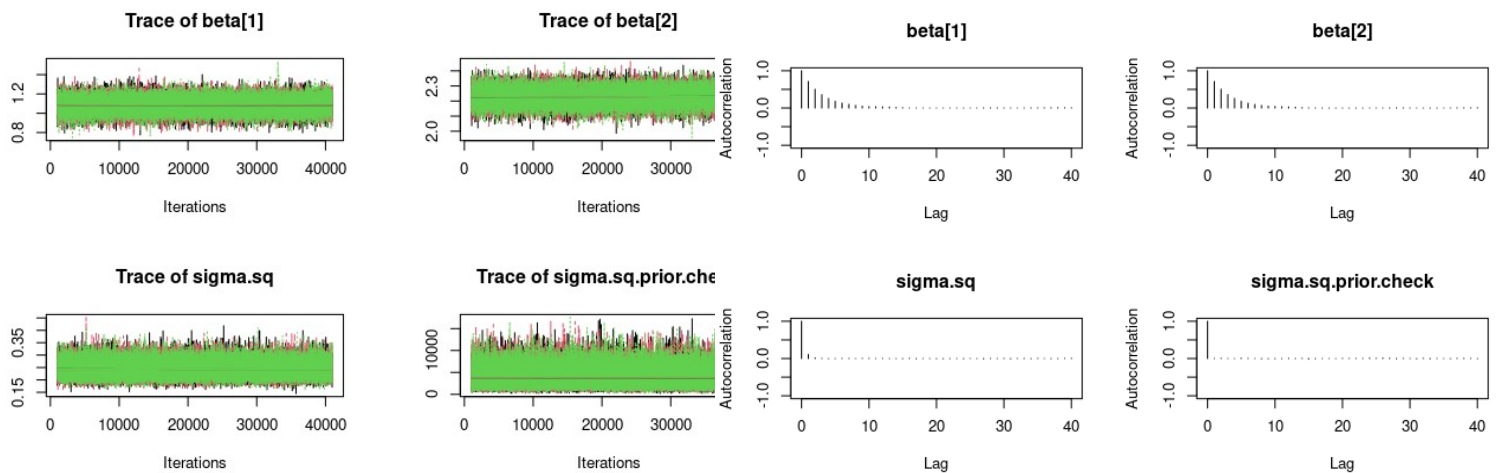 Trace of beta[1]
1.2
0.8
0 10000 20000 30000 40000
Iterations
Trace of beta[2]
2.3
2.0
0 10000 20000 30000
Iterations
beta[1]
Autocorrelation
1.0
0.0
-1.0
0 10 20 30 40
Lag
beta[2]
Autocorrelation
1.0
0.0
-1.0
0 10 20 30 40
Lag
Trace of sigma.sq
0.35
0.15
0 10000 20000 30000 40000
Iterations
Trace of sigma.sq.prior.che
10000
0
0 10000 20000 30000
Iterations
sigma.sq
Autocorrelation
1.0
0.0
-1.0
0 10 20 30 40
Lag
sigma.sq.prior.check
Autocorrelation
1.0
0.0
-1.0
0 10 20 30 40
Lag